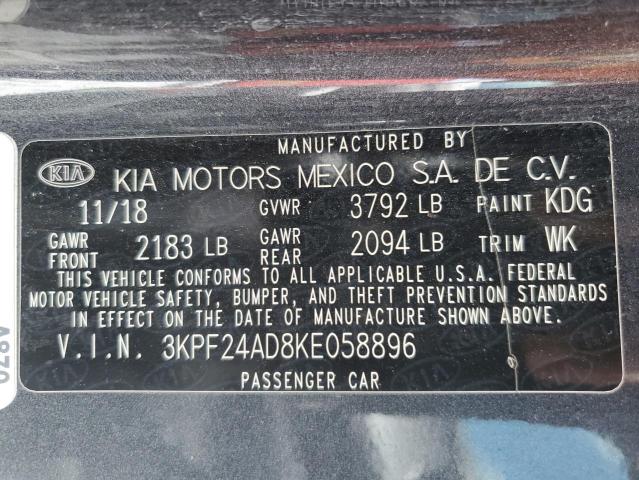 MANUFACTURED BY
KIA KIA MOTORS MEXICO S.A. DE C.V.
11/18 GVWR 3792 LB PAINT KDG
GAWR FRONT 2183 LB GAWR REAR 2094 LB TRIM WK
THIS VEHICLE CONFORMS TO ALL APPLICABLE U.S.A. FEDERAL
MOTOR VEHICLE SAFETY, BUMPER, AND THEFT PREVENTION STANDARDS
IN EFFECT ON THE DATE OF MANUFACTURE SHOWN ABOVE.
V.I.N. 3KPF24AD8KE058896
PASSENGER CAR